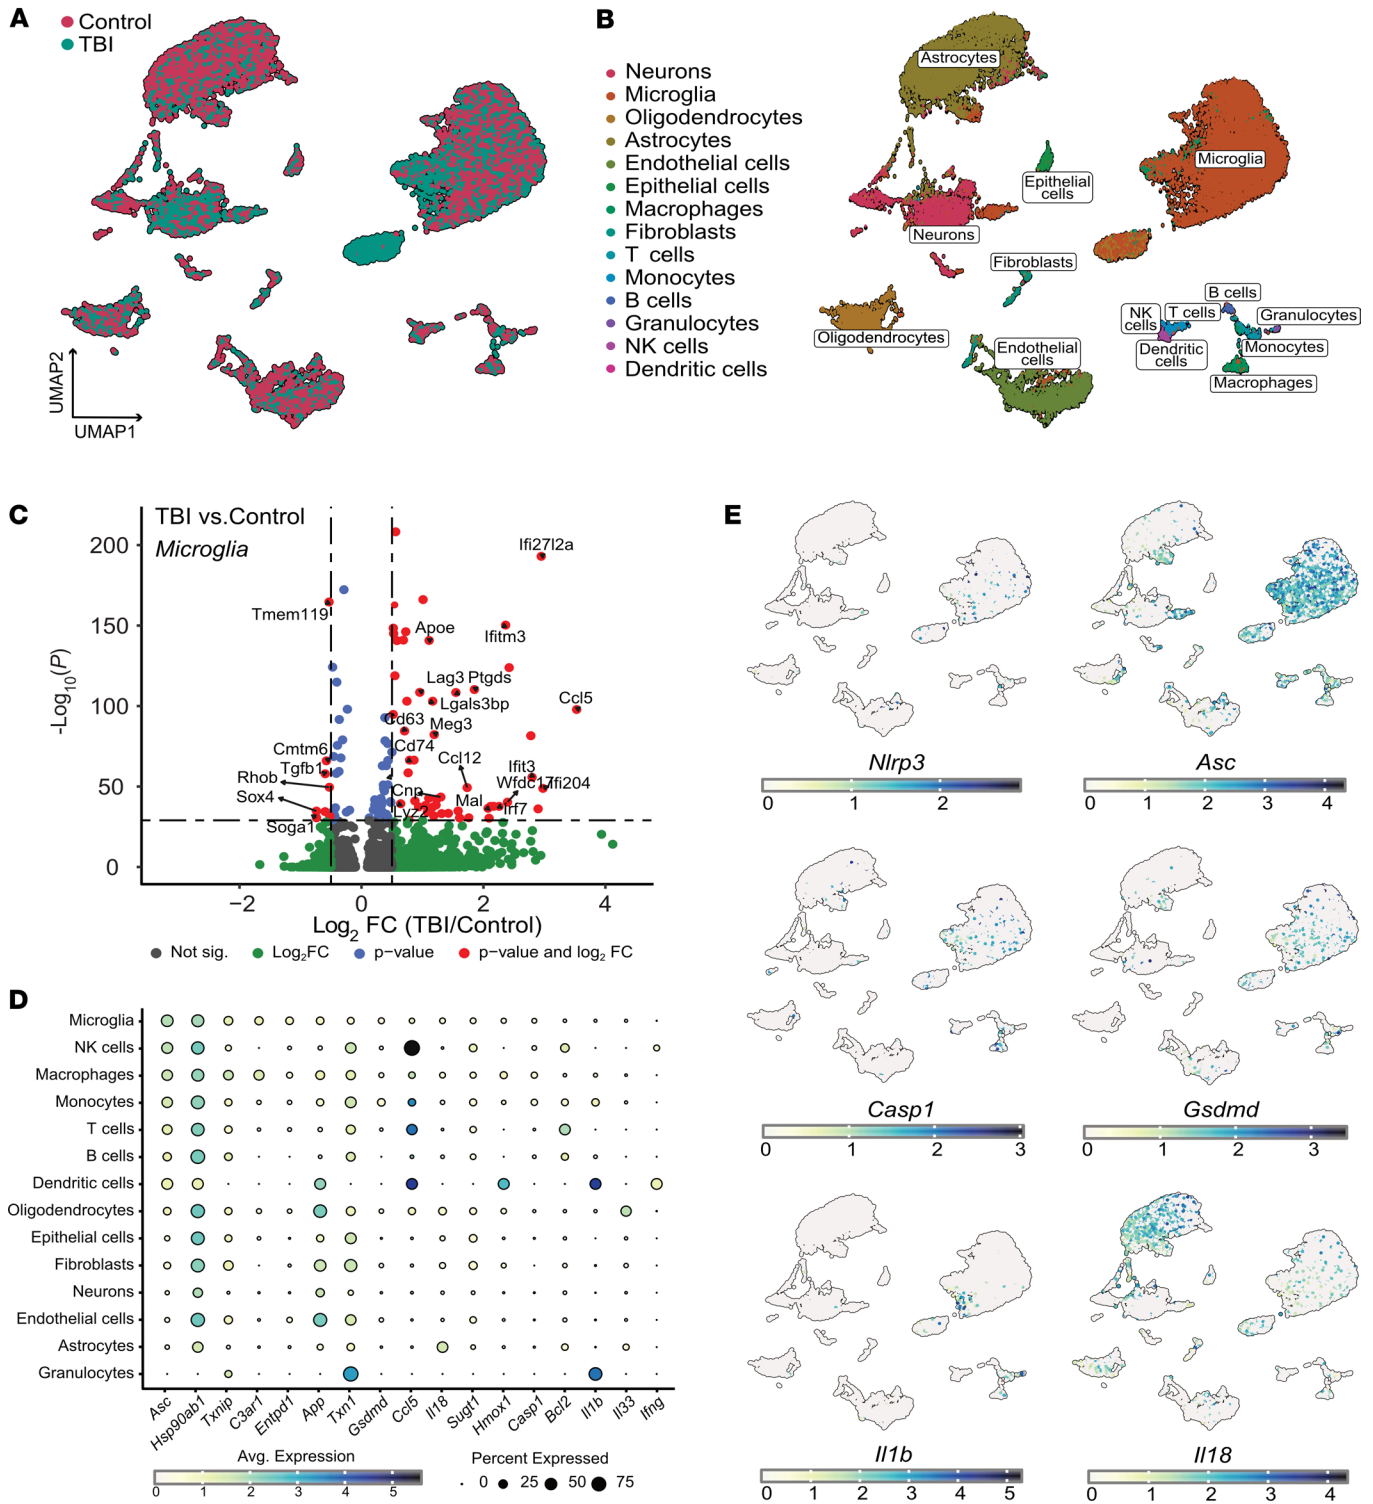 A
Control
TBI
UMAP2
UMAP1
B
Neurons
Microglia
Oligodendrocytes
Astrocytes
Endothelial cells
Epithelial cells
Macrophages
Fibroblasts
T cells
Monocytes
B cells
Granulocytes
NK cells
Dendritic cells
Astrocytes
Microglia
Epithelial
cells
Neurons
Fibroblasts
Oligodendrocytes
Endothelial
cells
B cells
NK
cells
T cells
Granulocytes
Dendritic
cells
Monocytes
Macrophages
C
TBI vs.Control
Microglia
-Log10(P)
200
150
100
50
0
Ifi27l2a
Tmem119
Apoe
Ifitm3
Lag3 Ptgds
Lgals3bp
Ccl5
Cd63
Meg3
Cmtm6
Cd74
Tgfb1
Ccl12
Ifit3
Rhob
Wfdc17
Ifi204
Sox4
Cnp
Mal
Irf7
Lyz2
Soga1
−2 0 2 4
Log2 FC (TBI/Control)
Not sig.
Log2FC
p−value
p−value and log2 FC
D
Microglia
NK cells
Macrophages
Monocytes
T cells
B cells
Dendritic cells
Oligodendrocytes
Epithelial cells
Fibroblasts
Neurons
Endothelial cells
Astrocytes
Granulocytes
Asc Hsp90ab1 Txnip C3ar1 Entpd1 App Txn1 Gsdmd Ccl5 Il18 Sugt1 Hmox1 Casp1 Bcl2 Il1b Il33 Ifng
Avg. Expression
0 1 2 3 4 5
Percent Expressed
0 25 50 75
E
Nlrp3
0 1 2
Asc
0 1 2 3 4
Casp1
0 1 2 3
Gsdmd
0 1 2 3
Il1b
0 1 2 3 4 5
Il18
0 1 2 3 4